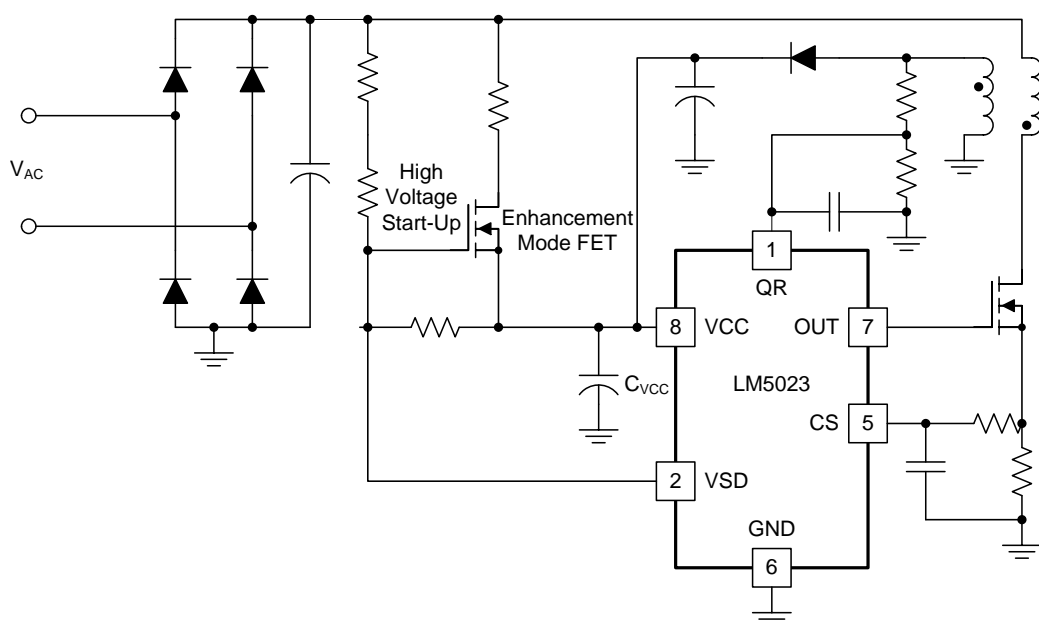 V_AC
High
Voltage
Start-Up
Enhancement
Mode FET
1
QR
8
VCC
OUT
7
C_VCC
LM5023
CS
5
2
VSD
GND
6